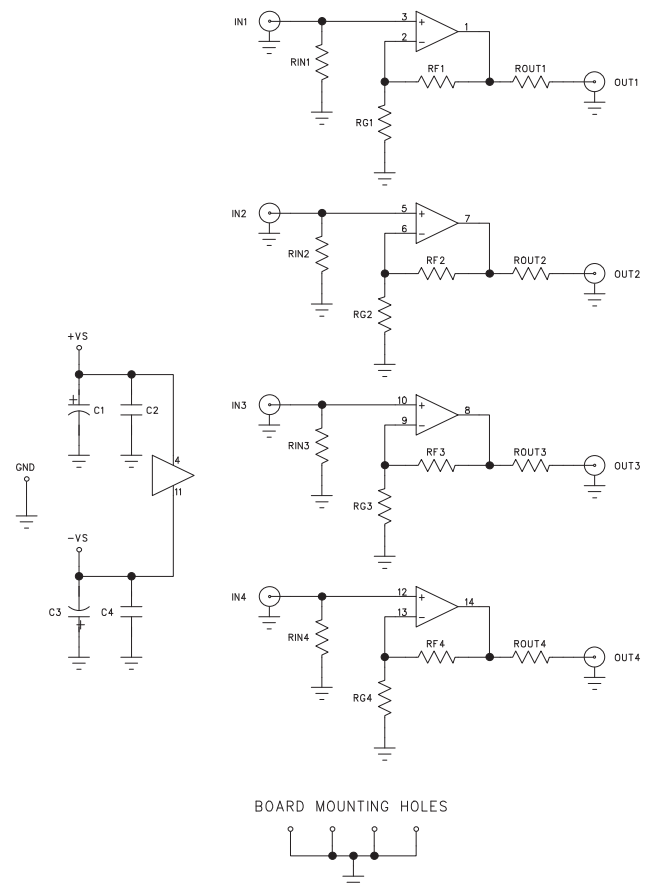 IN1
3
+
1
2
−
RIN1
RF1
ROUT1
OUT1
RG1
IN2
5
+
7
6
−
RIN2
RF2
ROUT2
OUT2
RG2
+VS
+
C1
C2
4
11
GND
−VS
C3
+
C4
IN3
10
+
8
9
−
RIN3
RF3
ROUT3
OUT3
RG3
IN4
12
+
14
13
−
RIN4
RF4
ROUT4
OUT4
RG4
BOARD MOUNTING HOLES